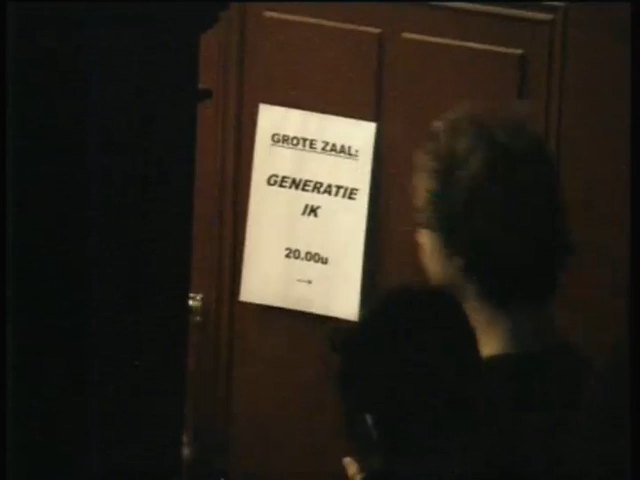 GROTE ZAAL:
GENERATIE
IK
20.00u
→